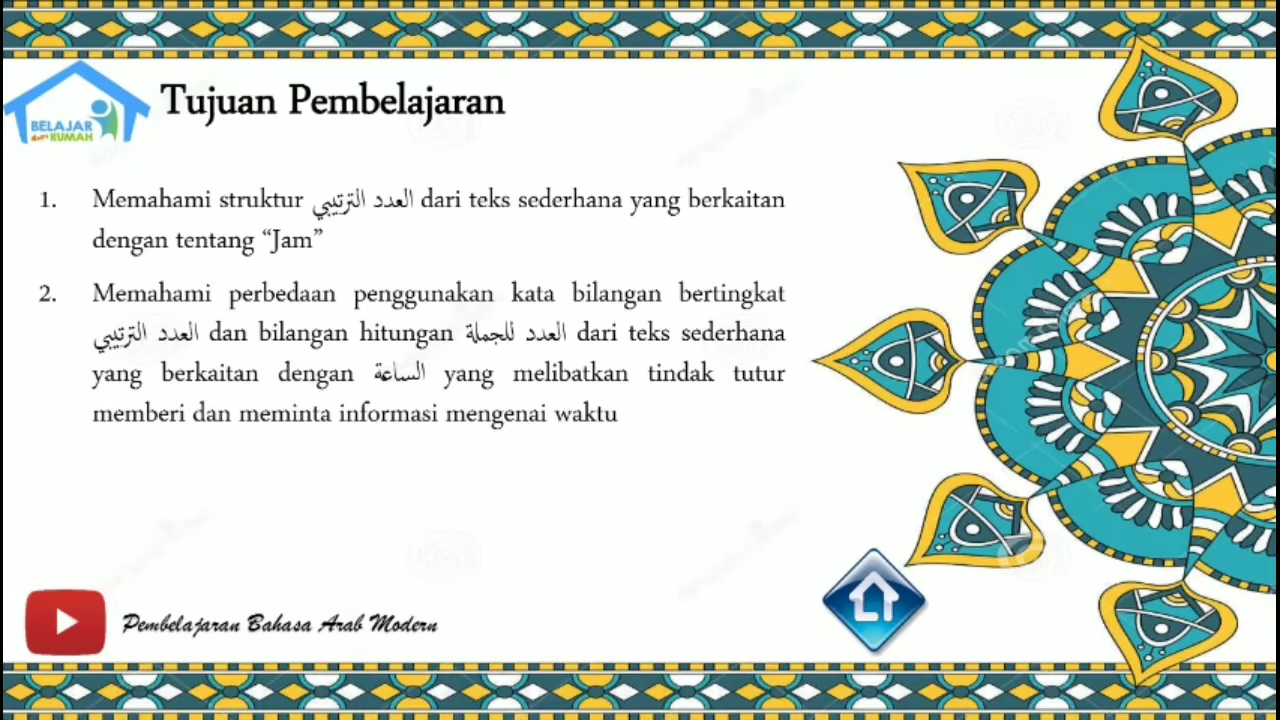 BELAJAR
dari RUMAH
Tujuan Pembelajaran
1. Memahami struktur العدد الترتيبي dari teks sederhana yang berkaitan
dengan tentang “Jam”
2. Memahami perbedaan penggunakan kata bilangan bertingkat
العدد الترتيبي dan bilangan hitungan العدد للجملة dari teks sederhana
yang berkaitan dengan الساعة yang melibatkan tindak tutur
memberi dan meminta informasi mengenai waktu
Pembelajaran Bahasa Arab Modern